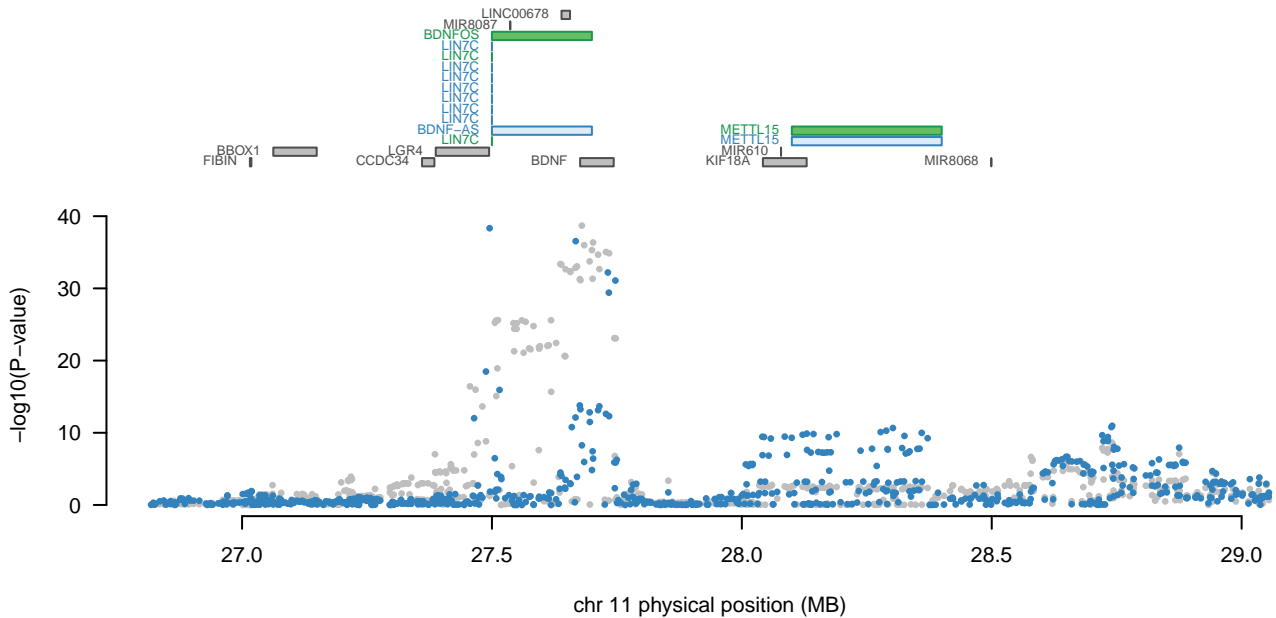 LINC00678
MIR8087
BDNFOS
LIN7C
LIN7C
LIN7C
LIN7C
LIN7C
LIN7C
LIN7C
LIN7C
BDNF−AS
METTL15
LIN7C
METTL15
BBOX1
LGR4
MIR610
FIBIN
CCDC34
BDNF
KIF18A
MIR8068
40
30
20
10
0
−log10(P−value)
27.0
27.5
28.0
28.5
29.0
chr 11 physical position (MB)